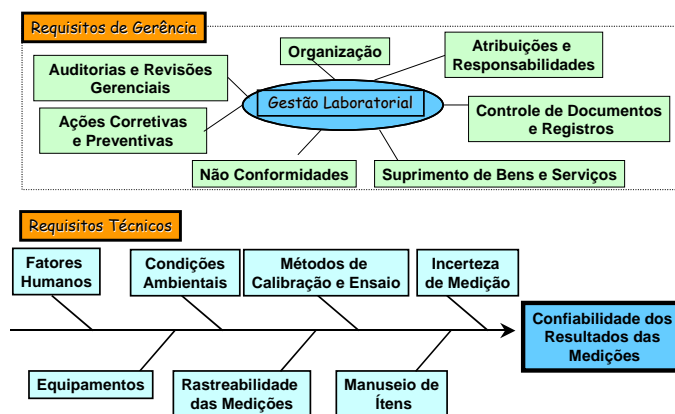 Requisitos de Gerência
Organização
Atribuições e
Responsabilidades
Auditorias e Revisões
Gerenciais
Gestão Laboratorial
Ações Corretivas
e Preventivas
Controle de Documentos
e Registros
Não Conformidades
Suprimento de Bens e Serviços
Requisitos Técnicos
Fatores
Humanos
Condições
Ambientais
Métodos de
Calibração e Ensaio
Incerteza
de Medição
Confiabilidade dos
Resultados das
Medições
Equipamentos
Rastreabilidade
das Medições
Manuseio de
Ítens